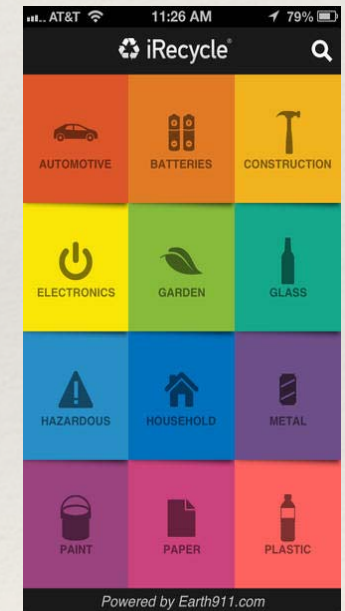 AT&T 11:26 AM 79%
iRecycle®
AUTOMOTIVE BATTERIES CONSTRUCTION
ELECTRONICS GARDEN GLASS
HAZARDOUS HOUSEHOLD METAL
PAINT PAPER PLASTIC
Powered by Earth911.com